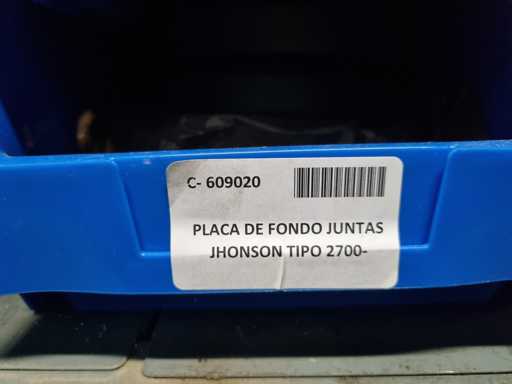 C- 609020
PLACA DE FONDO JUNTAS
JHONSON TIPO 2700-